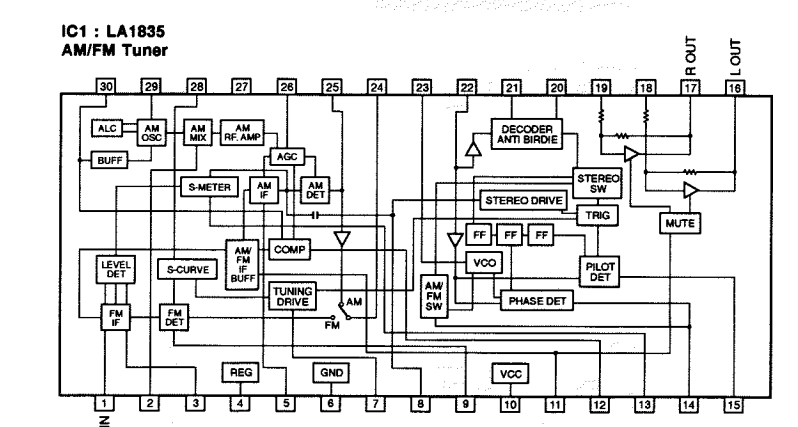 IC1 : LA1835
AM/FM Tuner
R OUT
L OUT
30 29 28 27 26 25 24 23 22 21 20 19 18 17 16
ALC
AM OSC
AM MIX
AM RF. AMP
DECODER ANTI BIRDIE
BUFF
AGC
S-METER
AM IF
AM DET
STEREO SW
STEREO DRIVE
TRIG
MUTE
FF
FF
FF
AM/FM IF BUFF
COMP
LEVEL DET
S-CURVE
VCO
PILOT DET
TUNING DRIVE
AM/FM SW
PHASE DET
AM
FM
FM IF
FM DET
REG
GND
VCC
1 2 3 4 5 6 7 8 9 10 11 12 13 14 15
IN